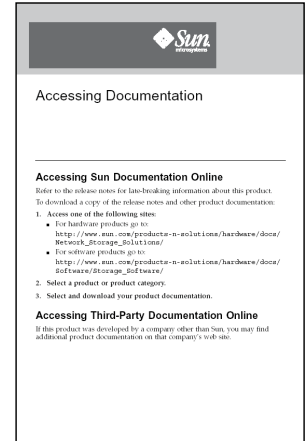 Sun
microsystems
Accessing Documentation
Accessing Sun Documentation Online
Refer to the release notes for late-breaking information about this product.
To download a copy of the release notes and other product documentation:
1. Access one of the following sites:
● For hardware products go to:
http://www.sun.com/products-n-solutions/hardware/docs/
Network_Storage_Solutions/
● For software products go to:
http://www.sun.com/products-n-solutions/hardware/docs/
Software/Storage_Software/
2. Select a product or product category.
3. Select and download your product documentation.
Accessing Third-Party Documentation Online
If this product was developed by a company other than Sun, you may find
additional product documentation on that company's web site.